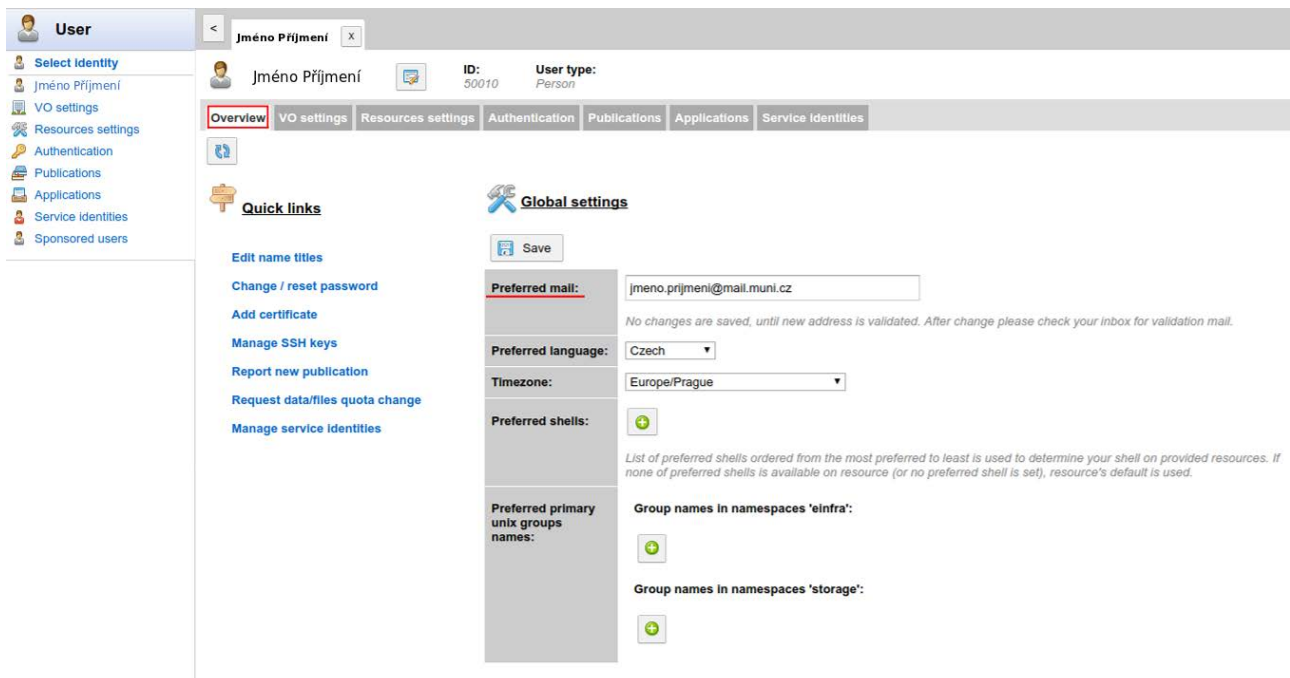 User
Select identity
Jméno Příjmení
VO settings
Resources settings
Authentication
Publications
Applications
Service identities
Sponsored users
< Jméno Příjmení X
Jméno Příjmení ID: User type:
50010 Person
Overview VO settings Resources settings Authentication Publications Applications Service identities
Quick links
Edit name titles
Change / reset password
Add certificate
Manage SSH keys
Report new publication
Request data/files quota change
Manage service identities
Global settings
Save
Preferred mail: jmeno.prijmeni@mail.muni.cz
No changes are saved, until new address is validated. After change please check your inbox for validation mail.
Preferred language: Czech
Timezone: Europe/Prague
Preferred shells:
List of preferred shells ordered from the most preferred to least is used to determine your shell on provided resources. If
none of preferred shells is available on resource (or no preferred shell is set), resource's default is used.
Preferred primary
unix groups
names:
Group names in namespaces 'einfra':
Group names in namespaces 'storage':